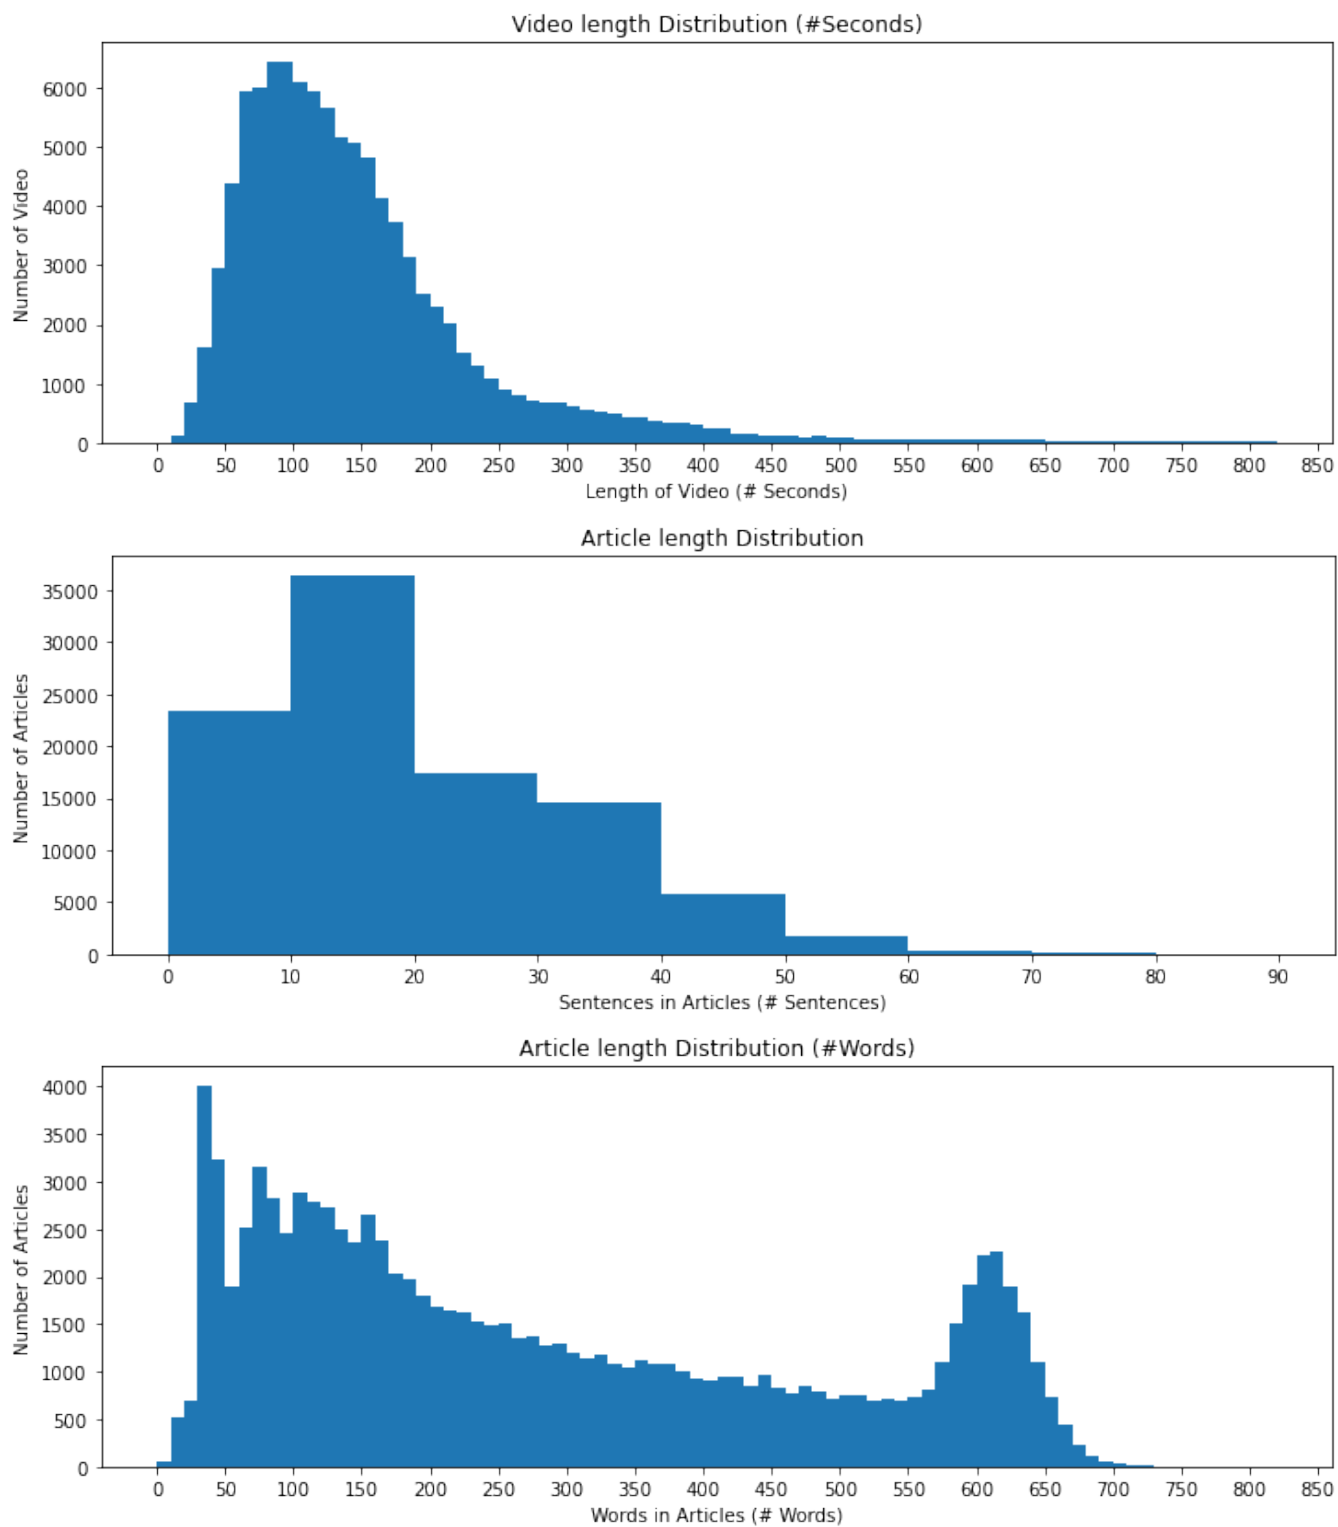 Video length Distribution (#Seconds)
6000
5000
4000
3000
2000
1000
0
Number of Video
0 50 100 150 200 250 300 350 400 450 500 550 600 650 700 750 800 850
Length of Video (# Seconds)
Article length Distribution
35000
30000
25000
20000
15000
10000
5000
0
Number of Articles
0 10 20 30 40 50 60 70 80 90
Sentences in Articles (# Sentences)
Article length Distribution (#Words)
4000
3500
3000
2500
2000
1500
1000
500
0
Number of Articles
0 50 100 150 200 250 300 350 400 450 500 550 600 650 700 750 800 850
Words in Articles (# Words)